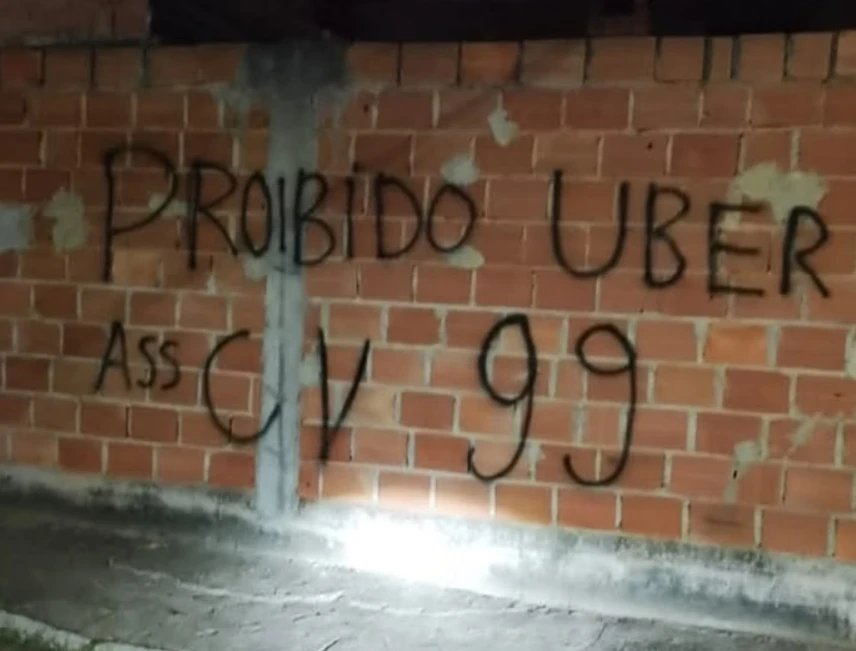 PROIBIDO UBER
ASS CV 99